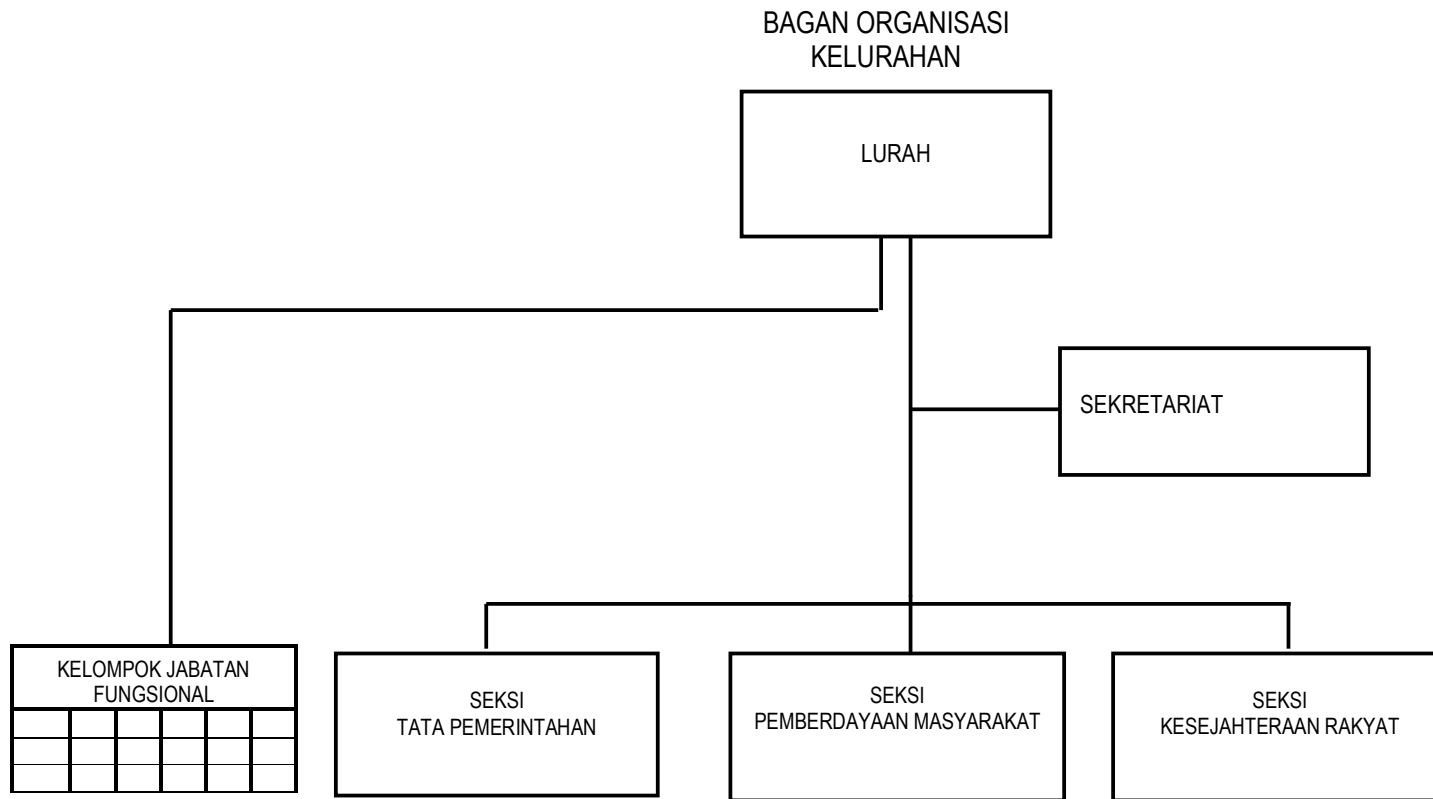 BAGAN ORGANISASI
KELURAHAN
LURAH
SEKRETARIAT
KELOMPOK JABATAN
FUNGSIONAL
SEKSI
TATA PEMERINTAHAN
SEKSI
PEMBERDAYAAN MASYARAKAT
SEKSI
KESEJAHTERAAN RAKYAT